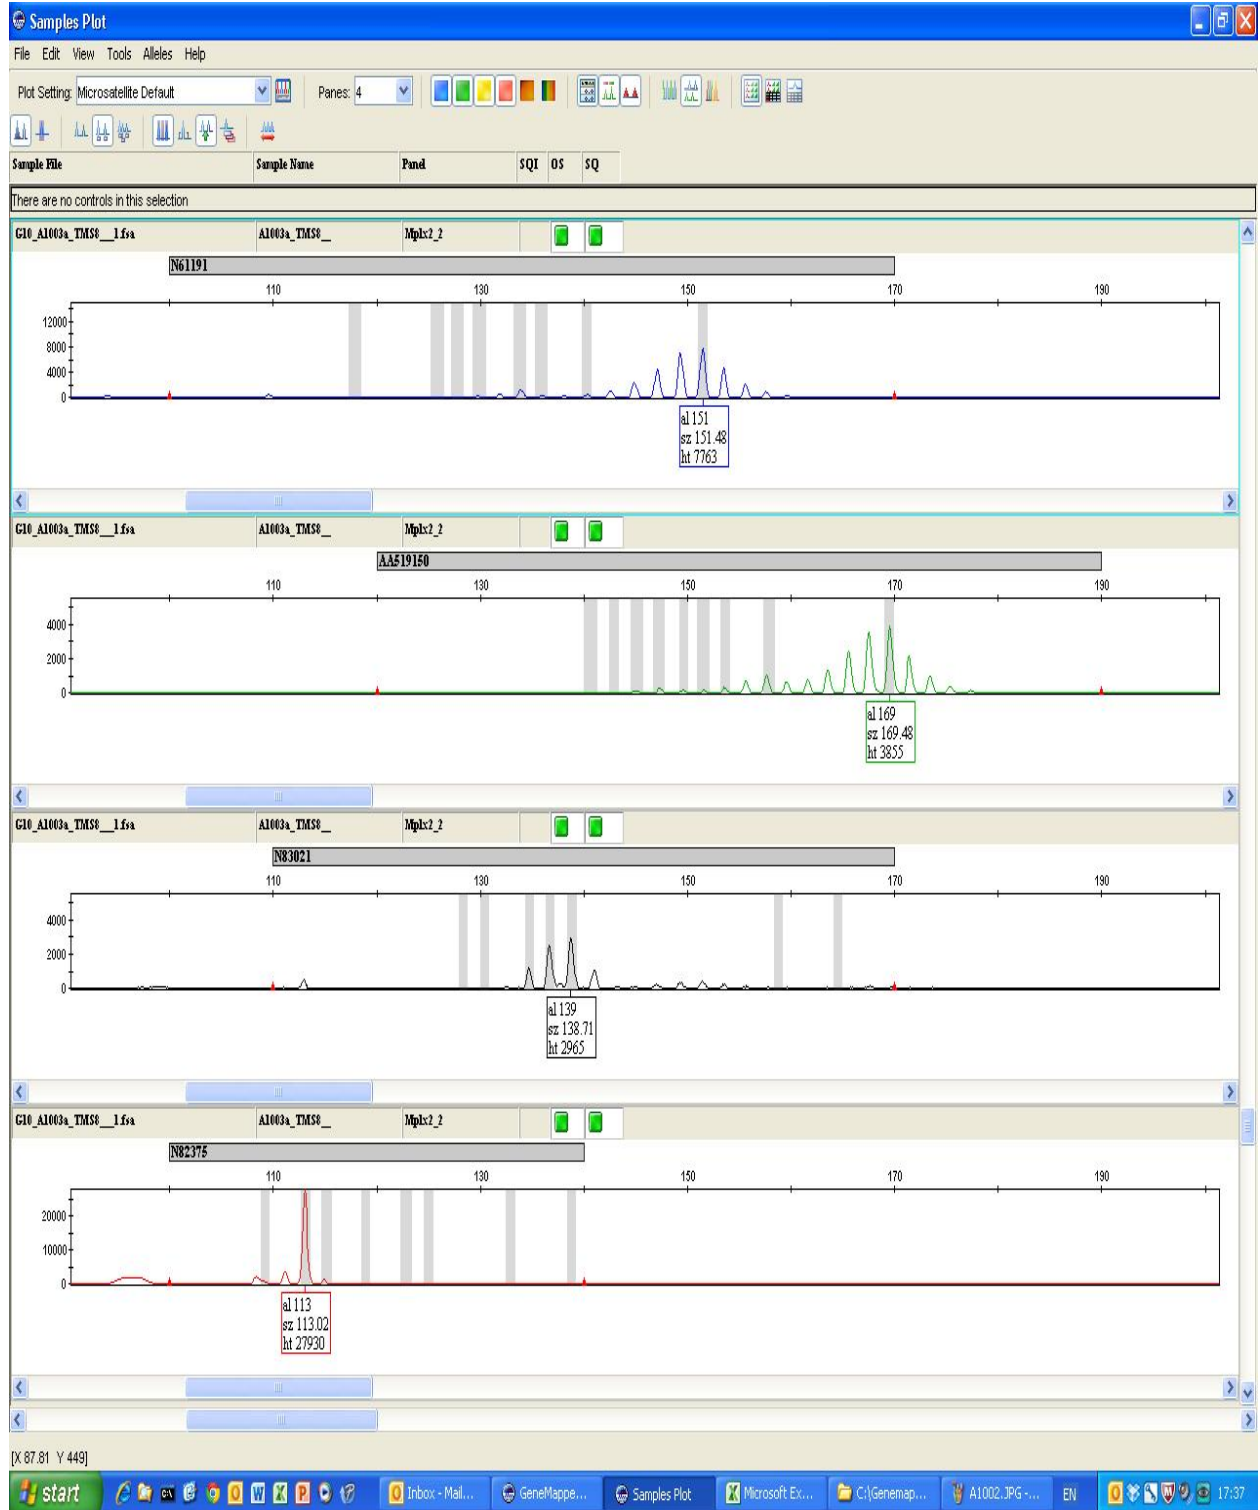 Samples Plot
File Edit View Tools Alleles Help
Plot Setting: Microsatellite Default Panes: 4
Sample File Sample Name Panel SQI OS SQ
There are no controls in this selection
G10_A1003a_TMS8__1.fsa A1003a_TMS8__ Mplx2_2
N61191
110 130 150 170 190
12000
8000
4000
0
al 151
sz 151.48
ht 7763
G10_A1003a_TMS8__1.fsa A1003a_TMS8__ Mplx2_2
AA519150
110 130 150 170 190
4000
2000
0
al 169
sz 169.48
ht 3855
G10_A1003a_TMS8__1.fsa A1003a_TMS8__ Mplx2_2
N83021
110 130 150 170 190
4000
2000
0
al 139
sz 138.71
ht 2965
G10_A1003a_TMS8__1.fsa A1003a_TMS8__ Mplx2_2
N82375
110 130 150 170 190
20000
10000
0
al 113
sz 113.02
ht 27930
[X 87.81 Y 449]
start Inbox - Mail... GeneMappe... Samples Plot Microsoft Ex... C:\Genemap... A1002.JPG -... EN 17:37